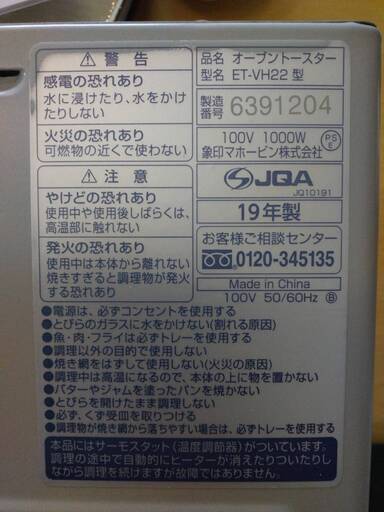 ⚠警告
感電の恐れあり
水に浸けたり、水をかけ
たりしない
火災の恐れあり
可燃物の近くで使わない
⚠注意
やけどの恐れあり
使用中や使用後しばらくは、
高温部に触れない
発火の恐れあり
使用中は本体から離れない
焼きすぎると調理物が発火
する恐れあり
品名 オーブントースター
型名 ET-VH22 型
製造番号 6391204
100V 1000W PSE
象印マホービン株式会社
JQA
JQ10191
19年製
お客様ご相談センター
0120-345135
Made in China
100V 50/60Hz Ⓑ
●電源は、必ずコンセントを使用する
●とびらのガラスに水をかけない(割れる原因)
●魚・肉・フライは必ずトレーを使用する
●調理以外の目的で使用しない
●焼き網をはずして使用しない(火災の原因)
●調理中は高温になるので、本体の上に物を置かない
●バターやジャムを塗ったパンを焼かない
●とびらを開けたまま調理しない
●必ず、くず受皿を取りつける
●調理物が焼き網から落ちやすい場合は、必ずトレーを使用する
本品にはサーモスタット(温度調節器)がついています。
調理の途中で自動的にヒーターが消えたりついたりし
ながら調理を続けますが、故障ではありません。